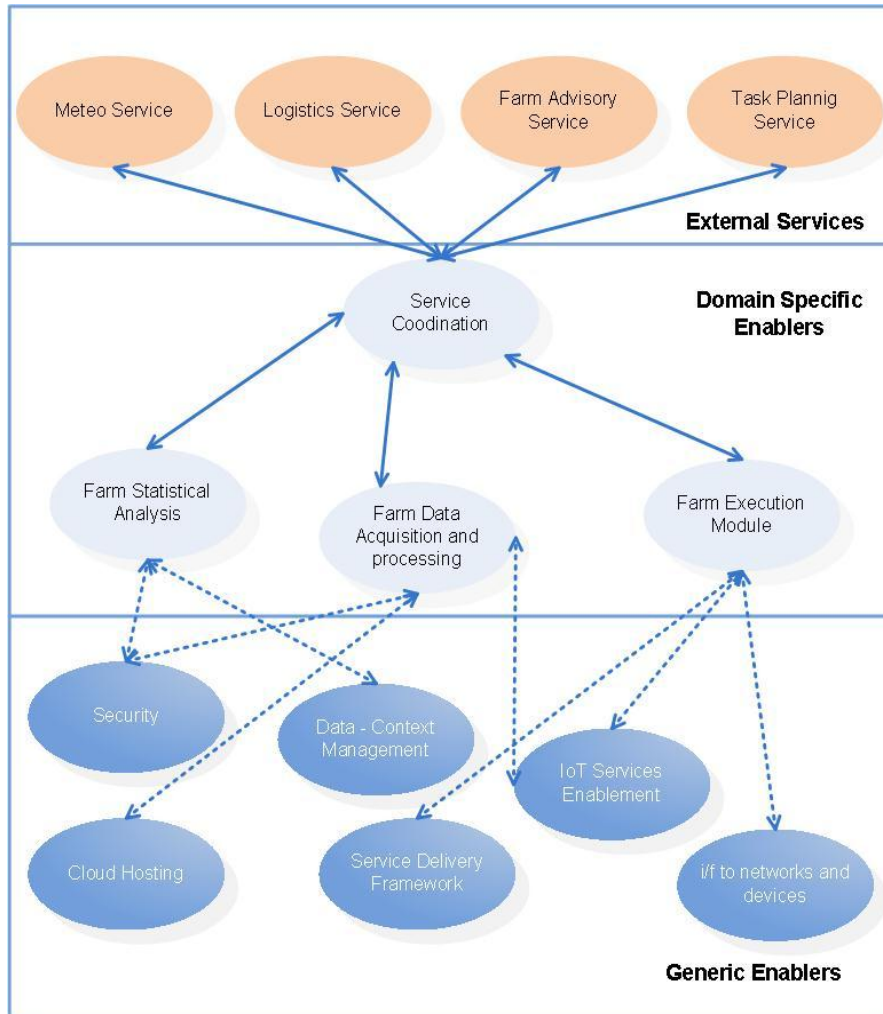 Meteo Service
Logistics Service
Farm Advisory
Service
Task Plannig
Service
External Services
Service
Coodination
Domain Specific
Enablers
Farm Statistical
Analysis
Farm Data
Acquisition and
processing
Farm Execution
Module
Security
Data - Context
Management
IoT Services
Enablement
Cloud Hosting
Service Delivery
Framework
i/f to networks and
devices
Generic Enablers